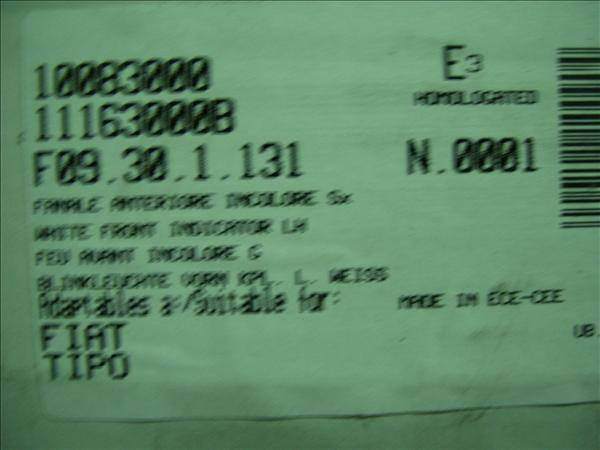 10083000
E3
HOMOLOGATED
11163000B
F09.30.1.131
N.0001
FANALE ANTERIORE INCOLORE Sx
WHITE FRONT INDICATOR LH
FEU AVANT INCOLORE G
BLINKLEUCHTE VORN KPL. L. WEISS
Adaptables a:/Suitable for:
MADE IN ECE-CEE
FIAT
TIPO